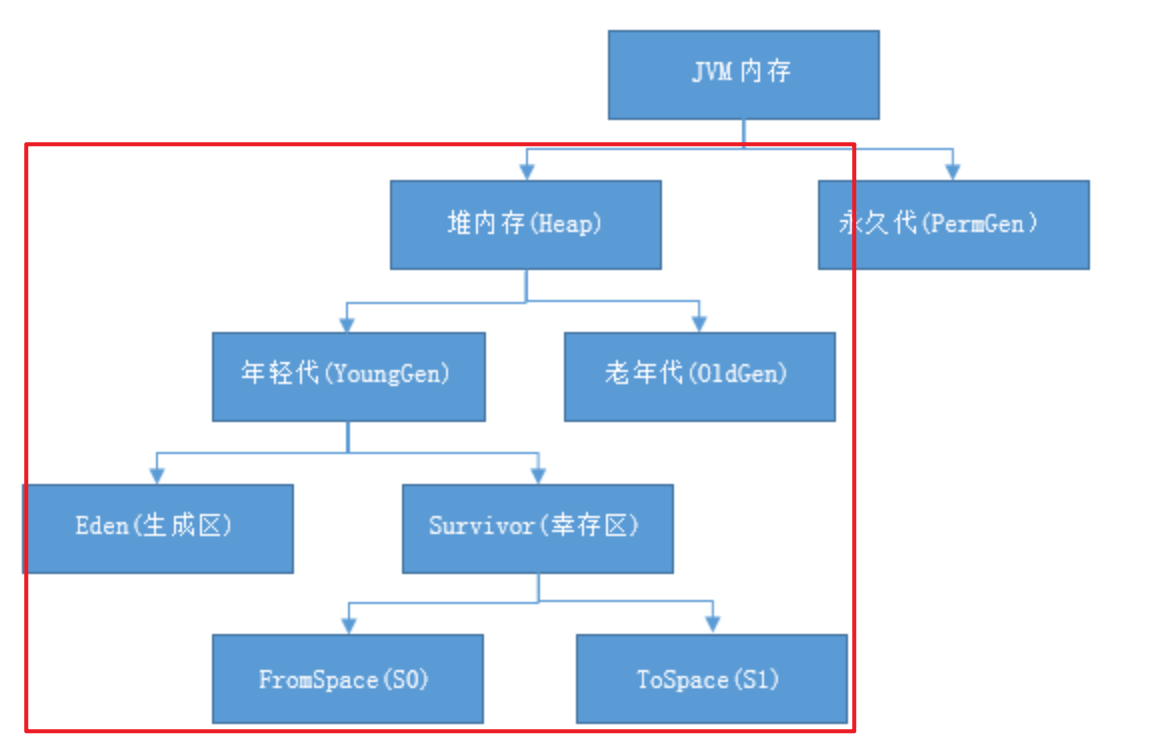 JVM 内存
堆内存(Heap)
永久代(PermGen）
年轻代(YoungGen)
老年代(OldGen)
Eden(生成区)
Survivor(幸存区)
FromSpace(S0)
ToSpace(S1)